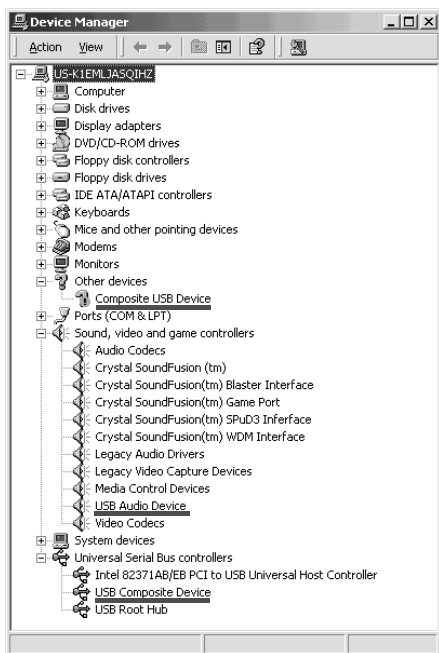 Device Manager
Action View
US-K1EMLJASQIHZ
Computer
Disk drives
Display adapters
DVD/CD-ROM drives
Floppy disk controllers
Floppy disk drives
IDE ATA/ATAPI controllers
Keyboards
Mice and other pointing devices
Modems
Monitors
Other devices
Composite USB Device
Ports (COM & LPT)
Sound, video and game controllers
Audio Codecs
Crystal SoundFusion (tm)
Crystal SoundFusion(tm) Blaster Interface
Crystal SoundFusion(tm) Game Port
Crystal SoundFusion(tm) SPuD3 Inferface
Crystal SoundFusion(tm) WDM Interface
Legacy Audio Drivers
Legacy Video Capture Devices
Media Control Devices
USB Audio Device
Video Codecs
System devices
Universal Serial Bus controllers
Intel 82371AB/EB PCI to USB Universal Host Controller
USB Composite Device
USB Root Hub